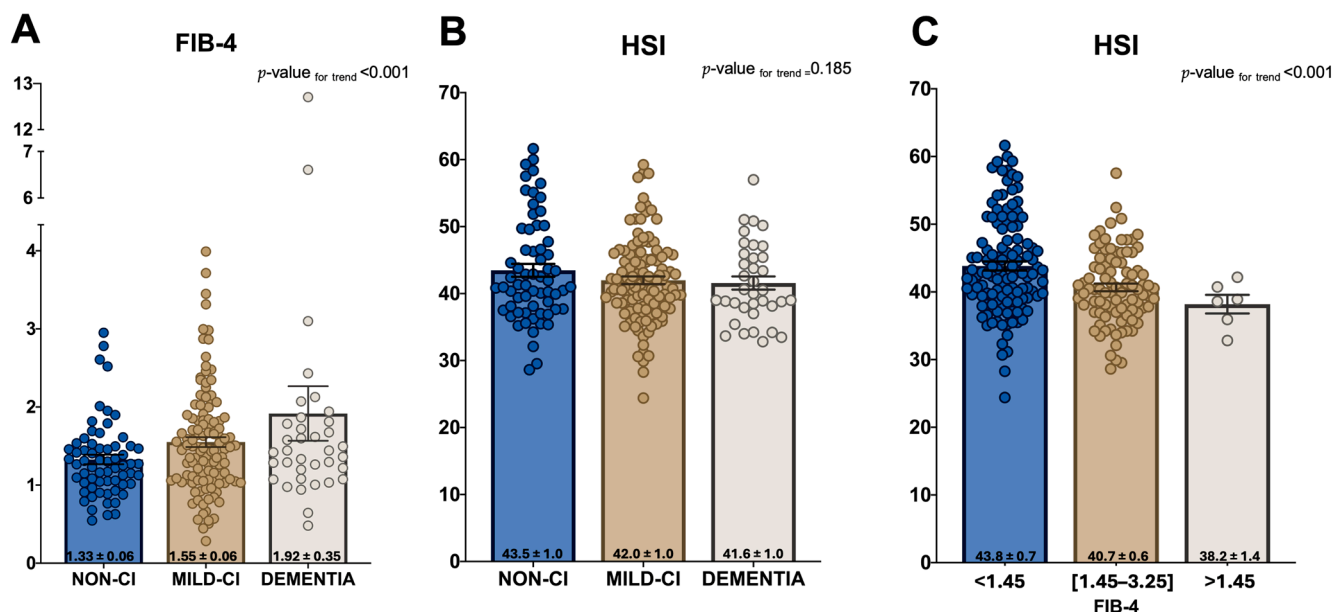 A
FIB-4
p-value for trend <0.001
13
12
7
6
4
3
2
1
0
1.33 ± 0.06
1.55 ± 0.06
1.92 ± 0.35
NON-CI
MILD-CI
DEMENTIA
B
HSI
p-value for trend =0.185
70
60
50
40
30
20
10
0
43.5 ± 1.0
42.0 ± 1.0
41.6 ± 1.0
NON-CI
MILD-CI
DEMENTIA
C
HSI
p-value for trend <0.001
70
60
50
40
30
20
10
0
43.8 ± 0.7
40.7 ± 0.6
38.2 ± 1.4
<1.45
[1.45–3.25]
>1.45
FIB-4